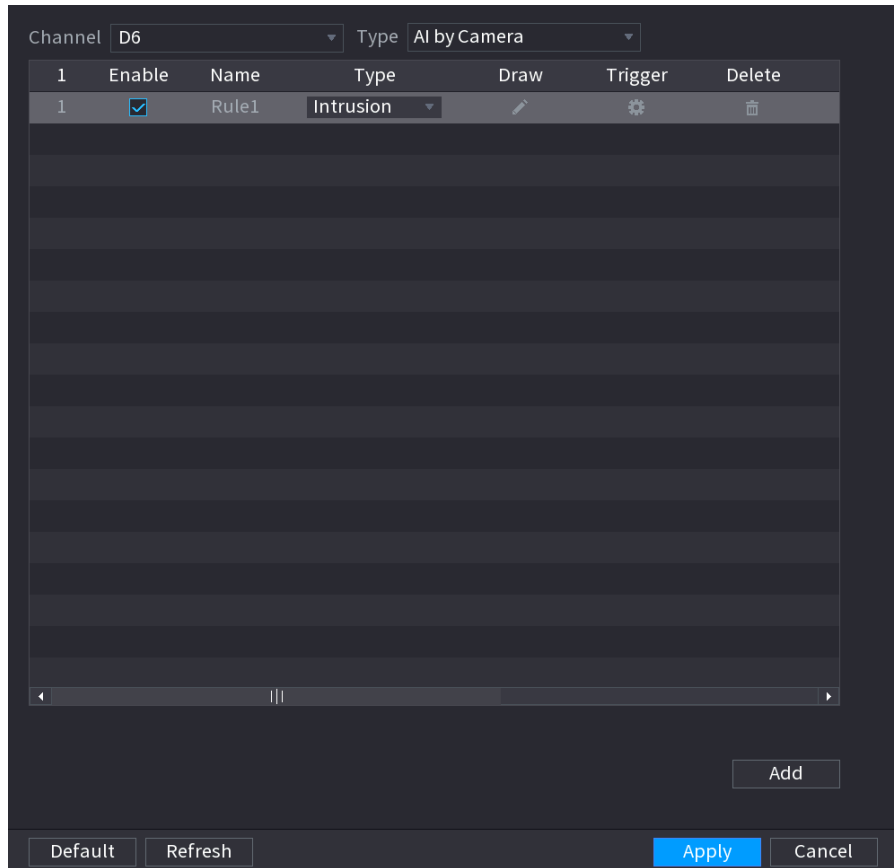 Channel D6 Type AI by Camera
1 Enable Name Type Draw Trigger Delete
1 Rule1 Intrusion
Add
Default Refresh Apply Cancel